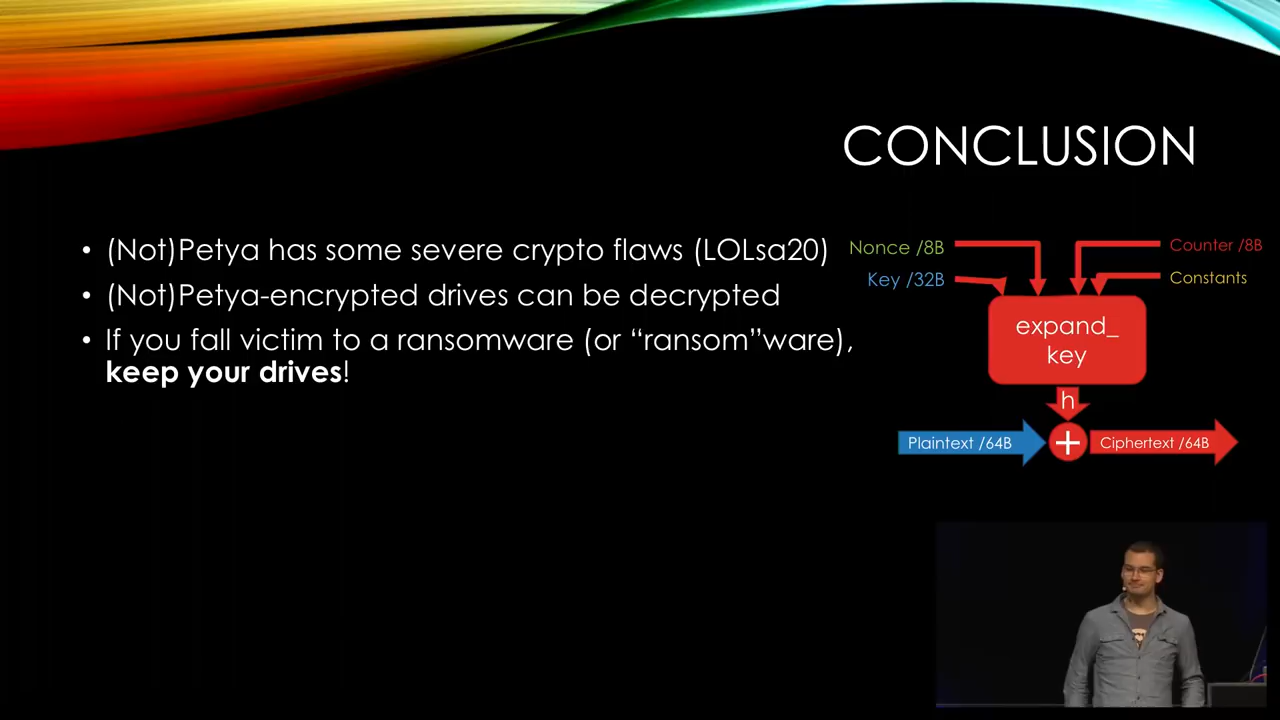 CONCLUSION
• (Not)Petya has some severe crypto flaws (LOLsa20)
• (Not)Petya-encrypted drives can be decrypted
• If you fall victim to a ransomware (or “ransom”ware),
keep your drives!
Nonce /8B
Counter /8B
Key /32B
Constants
expand_
key
h
Plaintext /64B
+
Ciphertext /64B